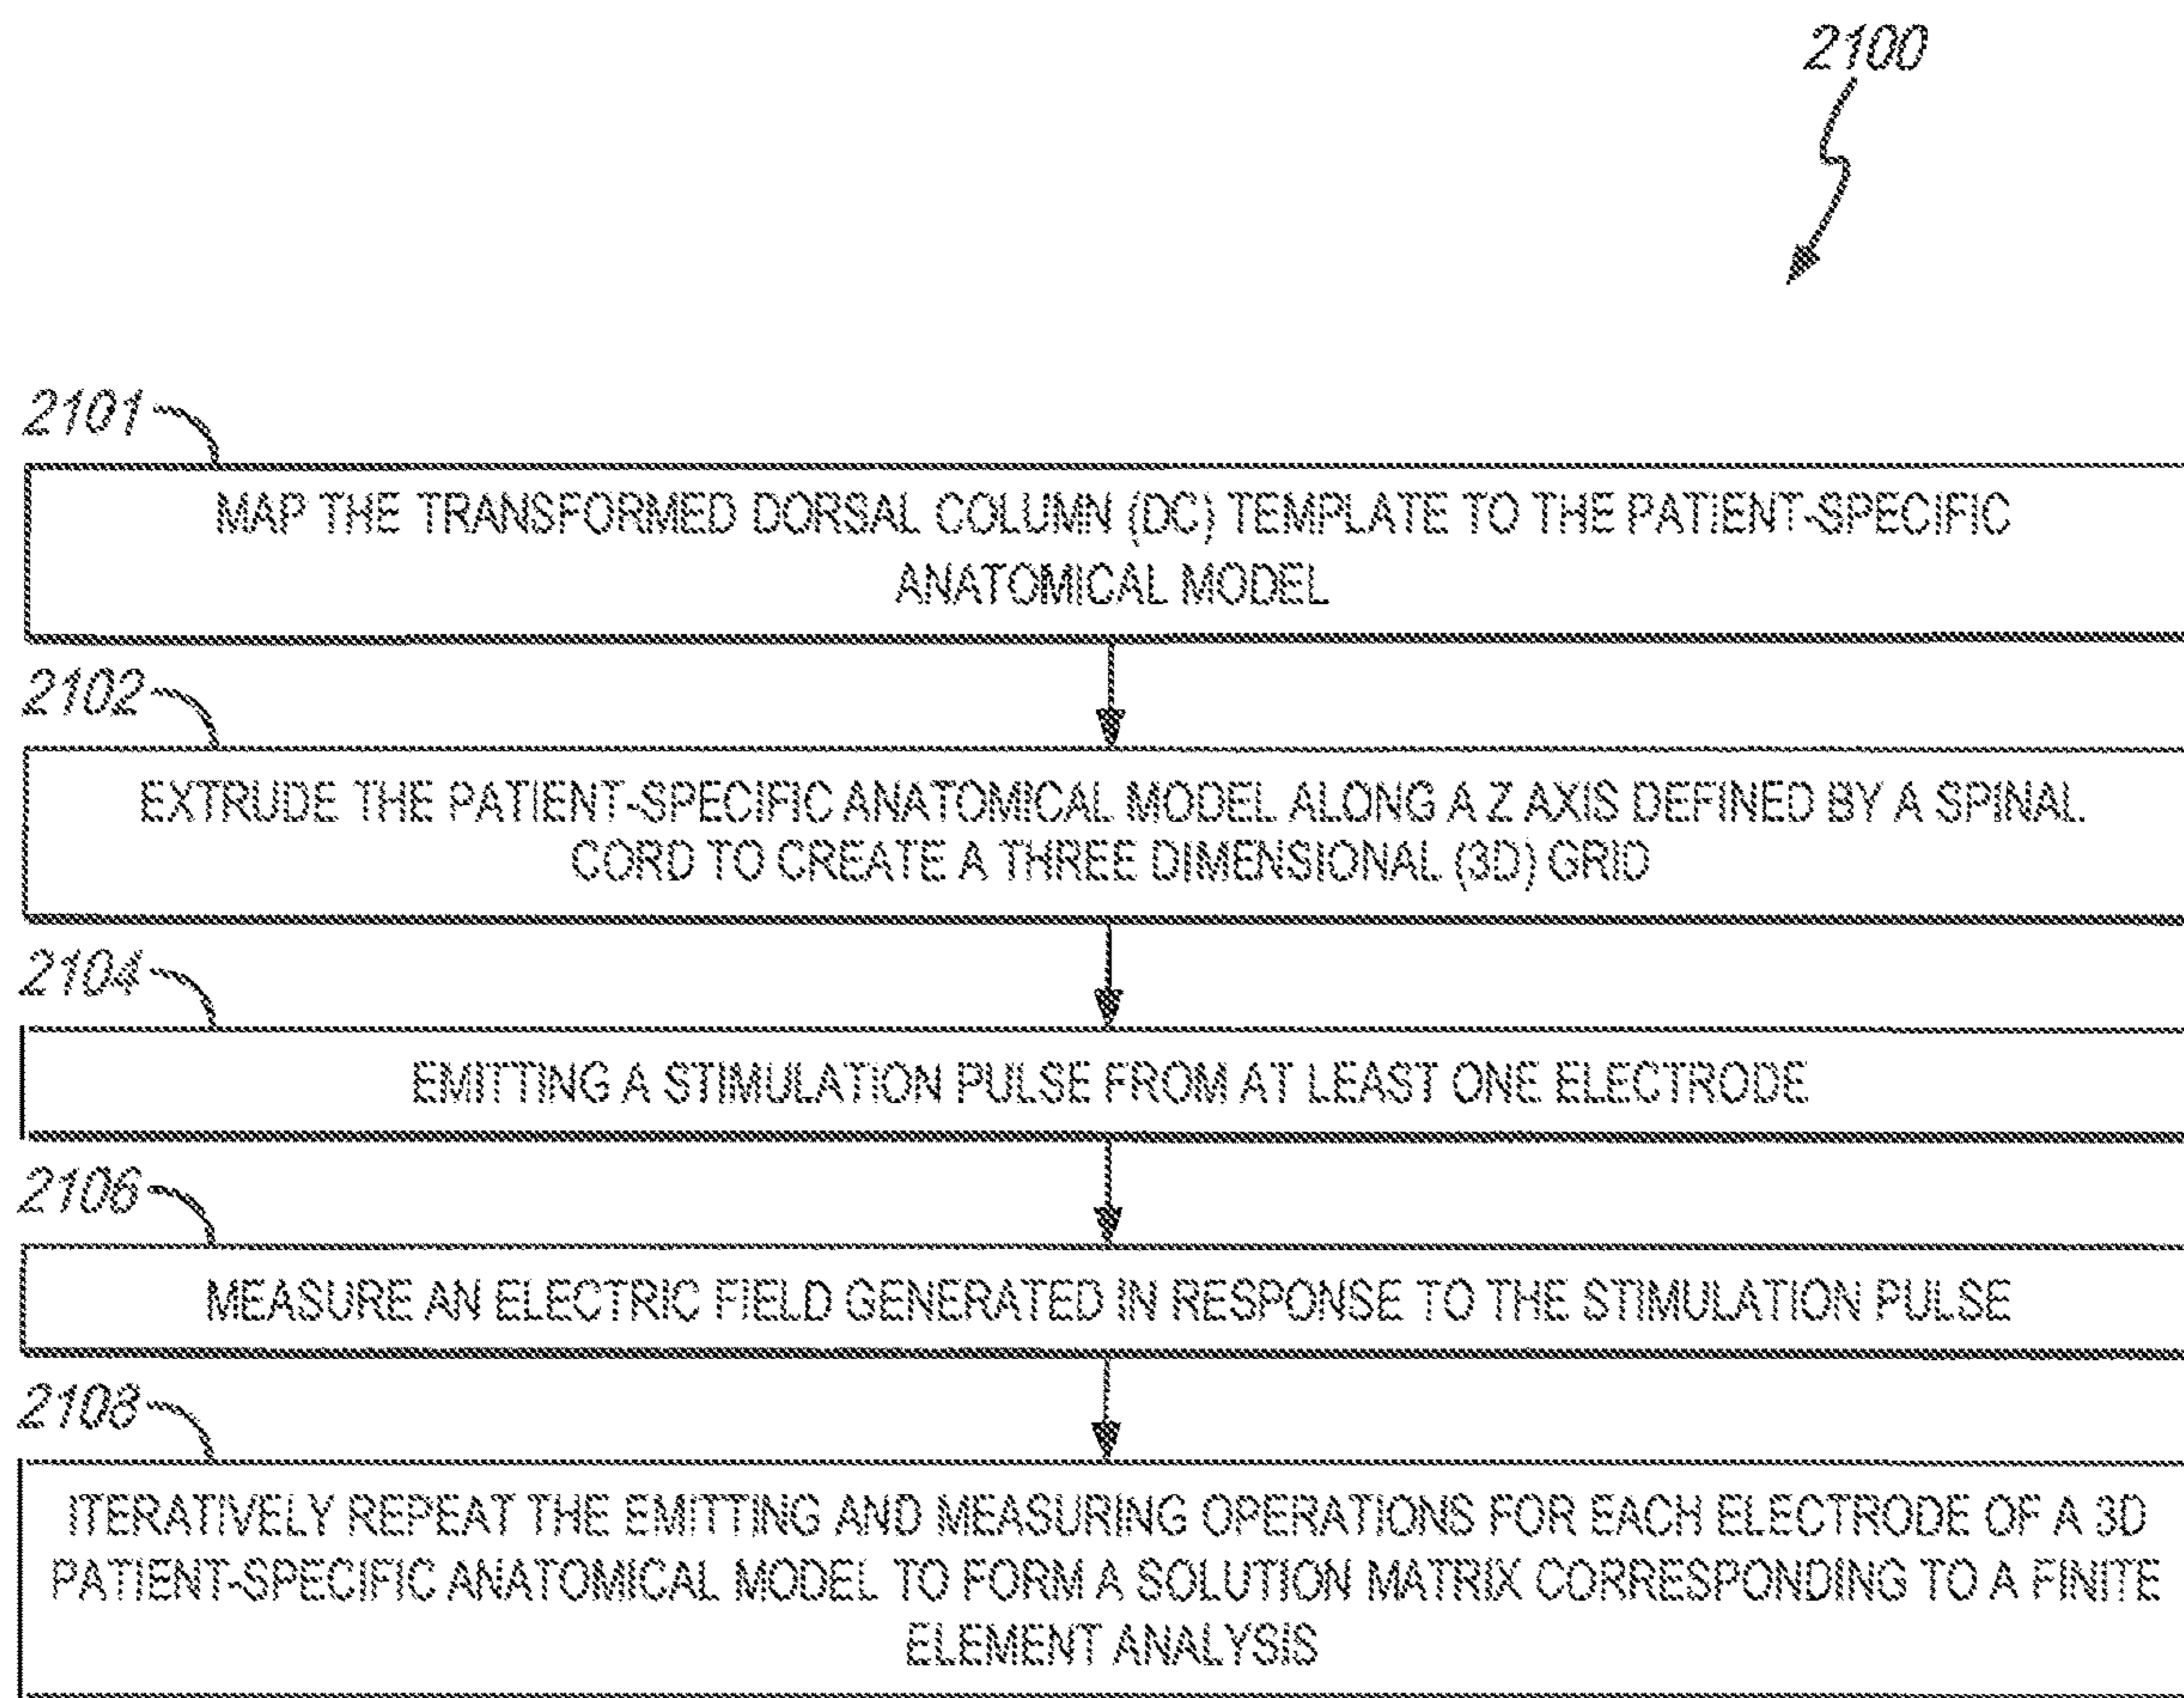 2100
2101
MAP THE TRANSFORMED DORSAL COLUMN (DC) TEMPLATE TO THE PATIENT-SPECIFIC
ANATOMICAL MODEL
2102
EXTRUDE THE PATIENT-SPECIFIC ANATOMICAL MODEL ALONG A Z AXIS DEFINED BY A SPINAL
CORD TO CREATE A THREE DIMENSIONAL (3D) GRID
2104
EMITTING A STIMULATION PULSE FROM AT LEAST ONE ELECTRODE
2106
MEASURE AN ELECTRIC FIELD GENERATED IN RESPONSE TO THE STIMULATION PULSE
2108
ITERATIVELY REPEAT THE EMITTING AND MEASURING OPERATIONS FOR EACH ELECTRODE OF A 3D
PATIENT-SPECIFIC ANATOMICAL MODEL TO FORM A SOLUTION MATRIX CORRESPONDING TO A FINITE
ELEMENT ANALYSIS